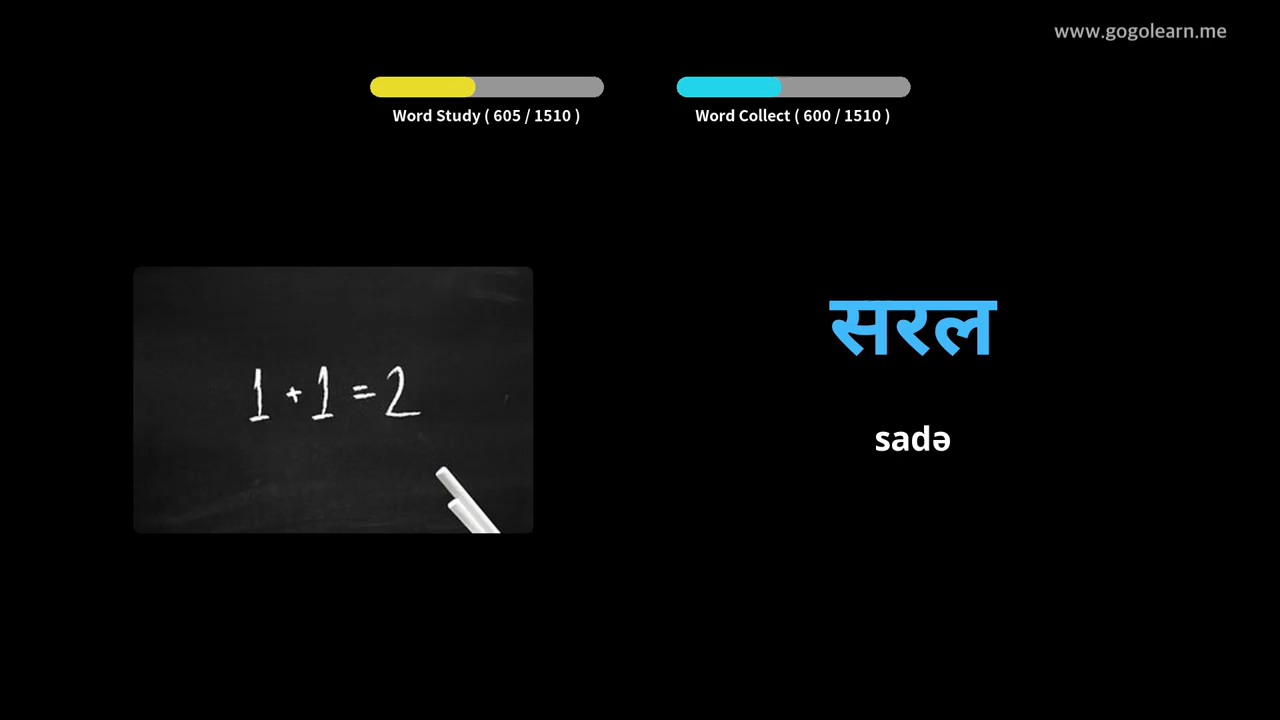 www.gogolearn.me
Word Study ( 605 / 1510 )
Word Collect ( 600 / 1510 )
1 + 1 = 2
सरल
sadə